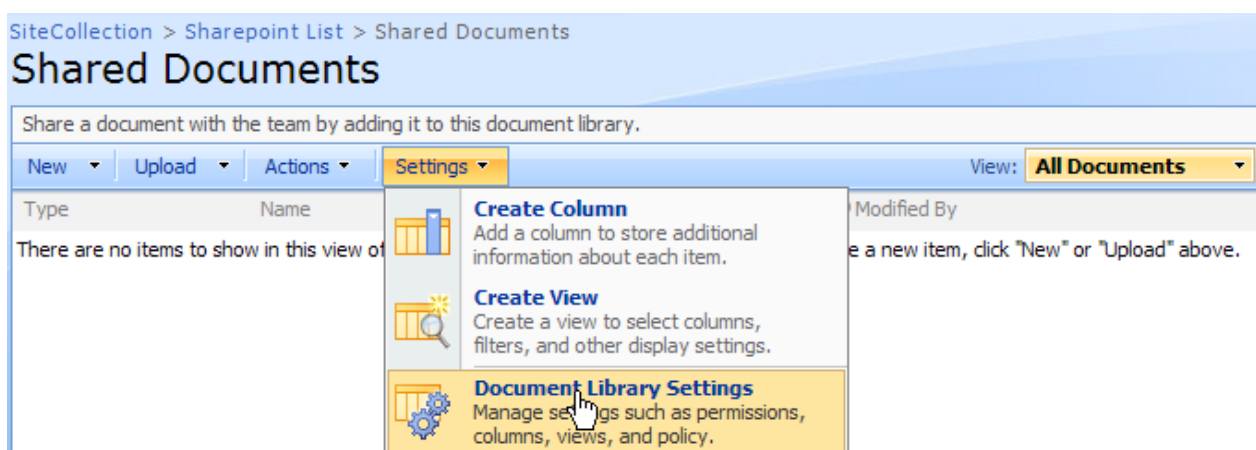 SiteCollection > Sharepoint List > Shared Documents
Shared Documents
Share a document with the team by adding it to this document library.
New Upload Actions Settings View: All Documents
Type Name Modified By
There are no items to show in this view of e a new item, click "New" or "Upload" above.
Create Column
Add a column to store additional
information about each item.
Create View
Create a view to select columns,
filters, and other display settings.
Document Library Settings
Manage settings such as permissions,
columns, views, and policy.